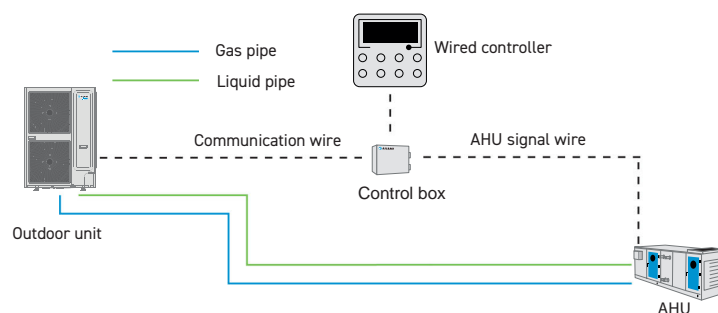 Gas pipe
Wired controller
Liquid pipe
Communication wire
AHU signal wire
Control box
Outdoor unit
AHU